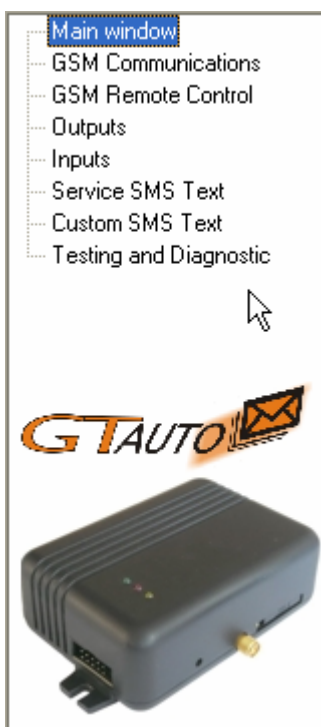 Main window
GSM Communications
GSM Remote Control
Outputs
Inputs
Service SMS Text
Custom SMS Text
Testing and Diagnostic
GTAUTO